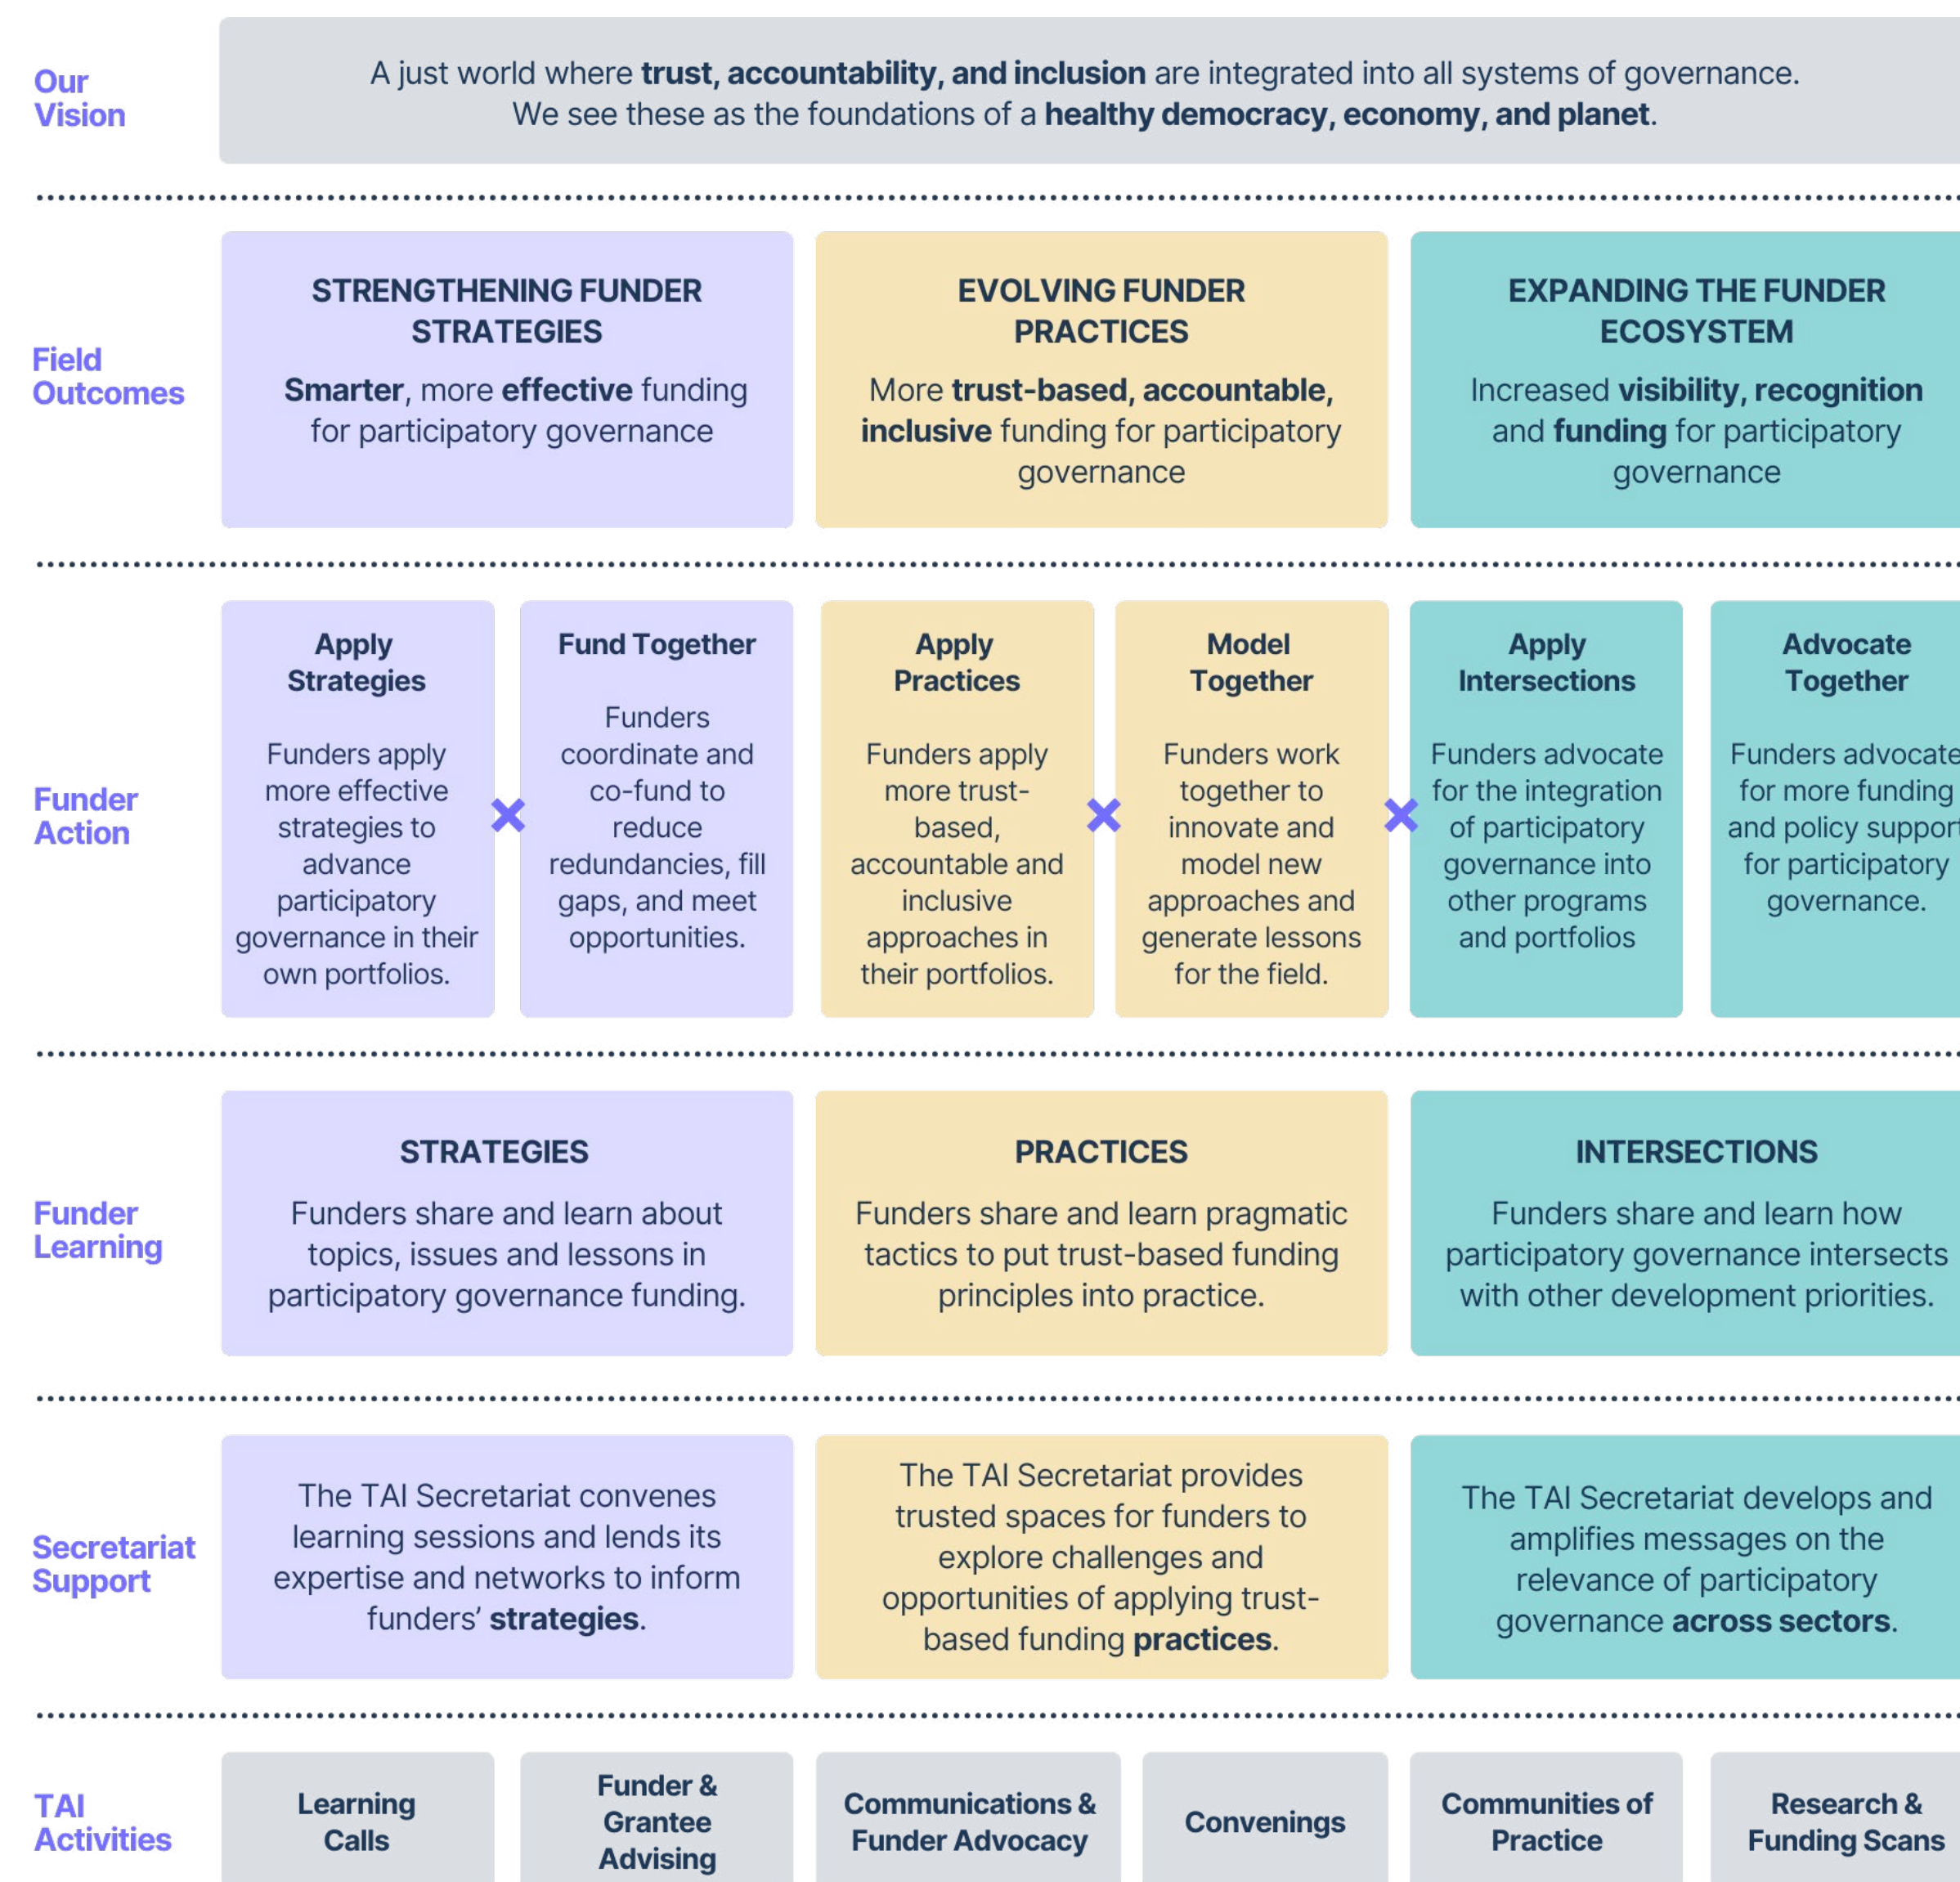 Our
Vision
A just world where trust, accountability, and inclusion are integrated into all systems of governance.
We see these as the foundations of a healthy democracy, economy, and planet.
Field
Outcomes
STRENGTHENING FUNDER
STRATEGIES
Smarter, more effective funding
for participatory governance
EVOLVING FUNDER
PRACTICES
More trust-based, accountable,
inclusive funding for participatory
governance
EXPANDING THE FUNDER
ECOSYSTEM
Increased visibility, recognition
and funding for participatory
governance
Funder
Action
Apply
Strategies
Funders apply
more effective
strategies to
advance
participatory
governance in their
own portfolios.
Fund Together
Funders
coordinate and
co-fund to
reduce
redundancies, fill
gaps, and meet
opportunities.
Apply
Practices
Funders apply
more trust-
based,
accountable and
inclusive
approaches in
their portfolios.
Model
Together
Funders work
together to
innovate and
model new
approaches and
generate lessons
for the field.
Apply
Intersections
Funders advocate
for the integration
of participatory
governance into
other programs
and portfolios
Advocate
Together
Funders advocate
for more funding
and policy support
for participatory
governance.
Funder
Learning
STRATEGIES
Funders share and learn about
topics, issues and lessons in
participatory governance funding.
PRACTICES
Funders share and learn pragmatic
tactics to put trust-based funding
principles into practice.
INTERSECTIONS
Funders share and learn how
participatory governance intersects
with other development priorities.
Secretariat
Support
The TAI Secretariat convenes
learning sessions and lends its
expertise and networks to inform
funders’ strategies.
The TAI Secretariat provides
trusted spaces for funders to
explore challenges and
opportunities of applying trust-
based funding practices.
The TAI Secretariat develops and
amplifies messages on the
relevance of participatory
governance across sectors.
TAI
Activities
Learning
Calls
Funder &
Grantee
Advising
Communications &
Funder Advocacy
Convenings
Communities of
Practice
Research &
Funding Scans